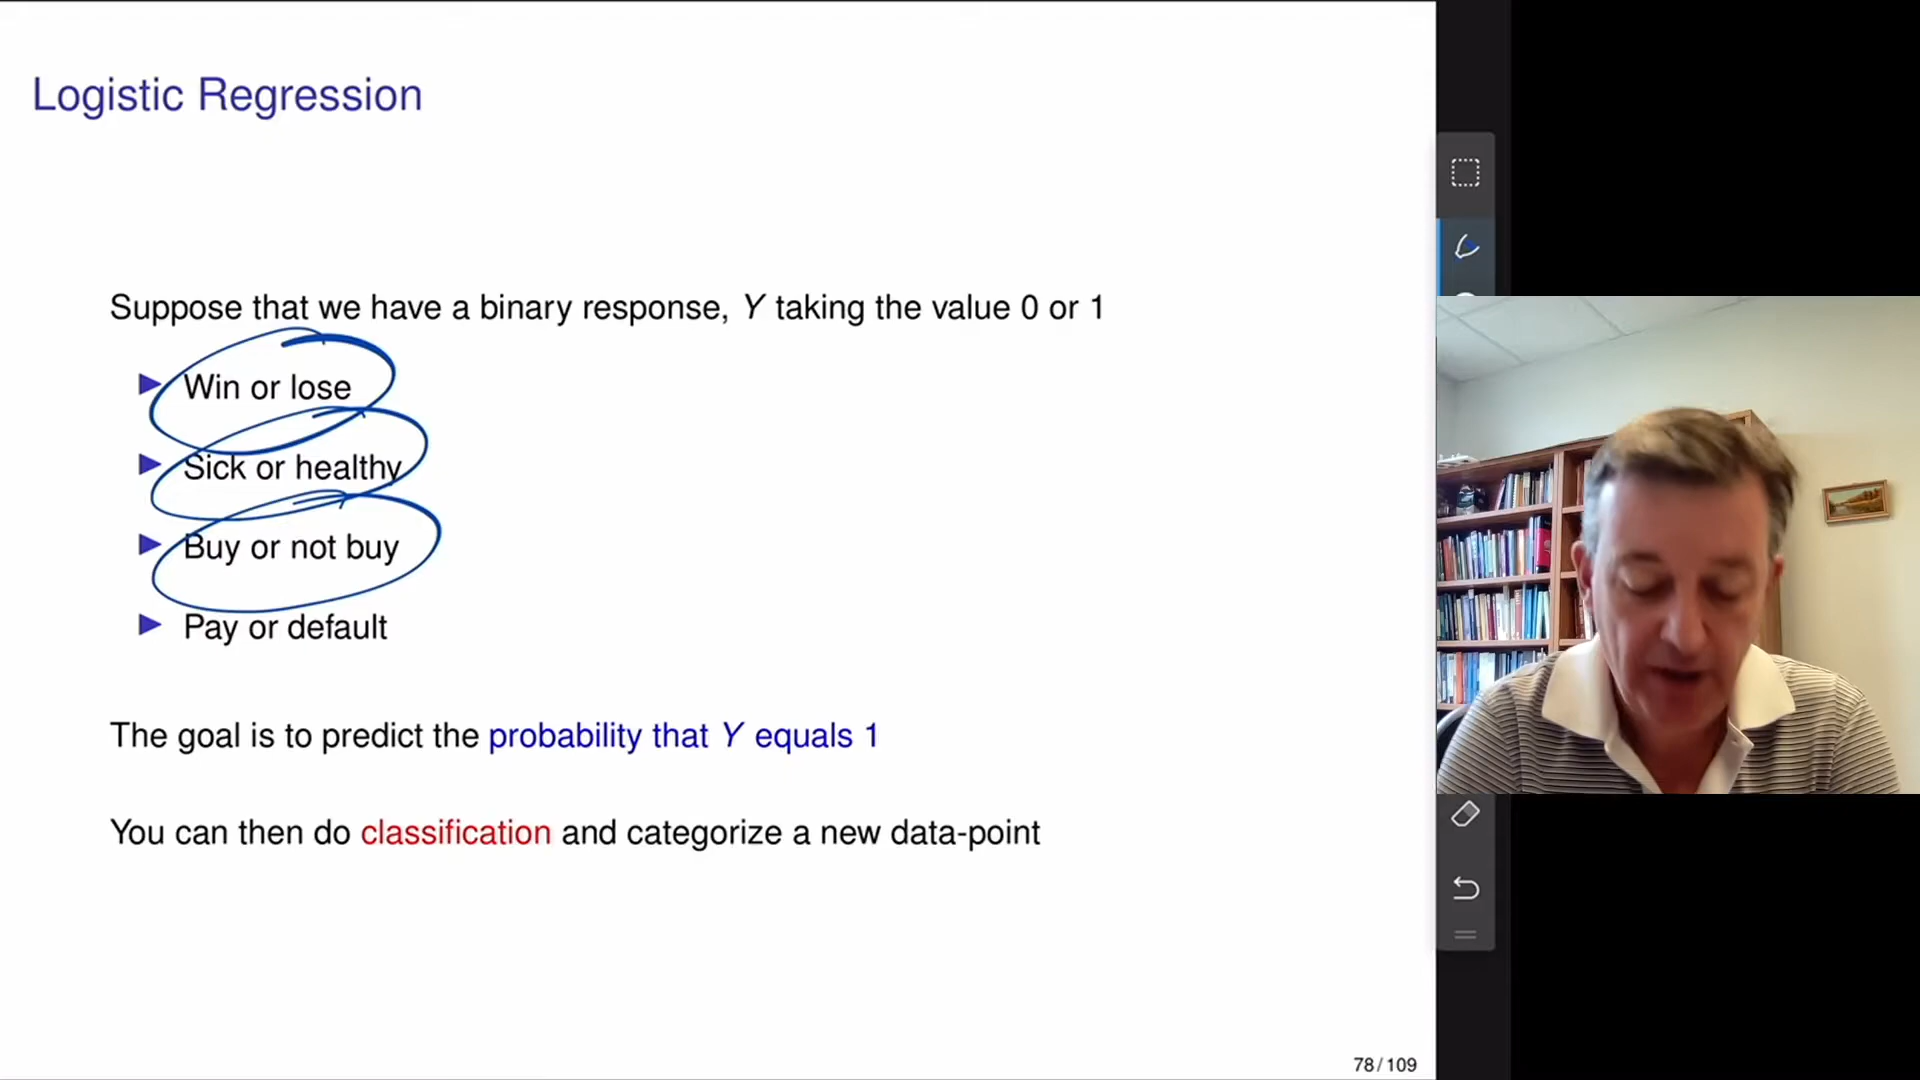 Logistic Regression
Suppose that we have a binary response, Y taking the value 0 or 1
Win or lose
Sick or healthy
Buy or not buy
Pay or default
The goal is to predict the probability that Y equals 1
You can then do classification and categorize a new data-point
78/109